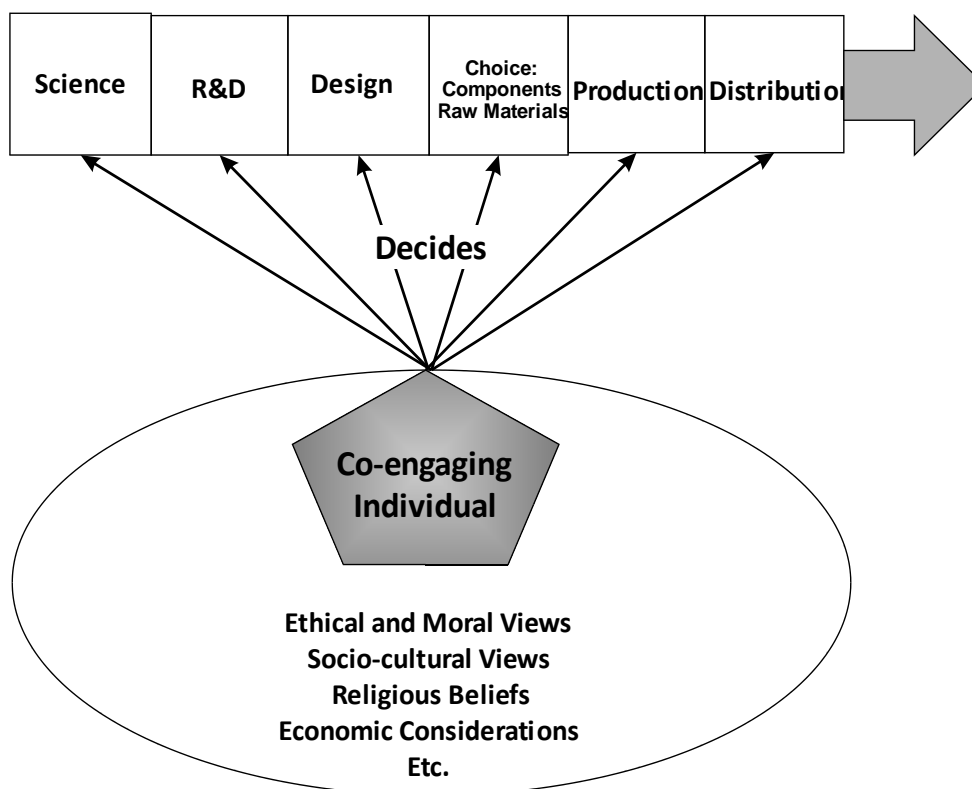 Science
R&D
Design
Choice:
Components
Raw Materials
Production
Distribution
Decides
Co-engaging
Individual
Ethical and Moral Views
Socio-cultural Views
Religious Beliefs
Economic Considerations
Etc.